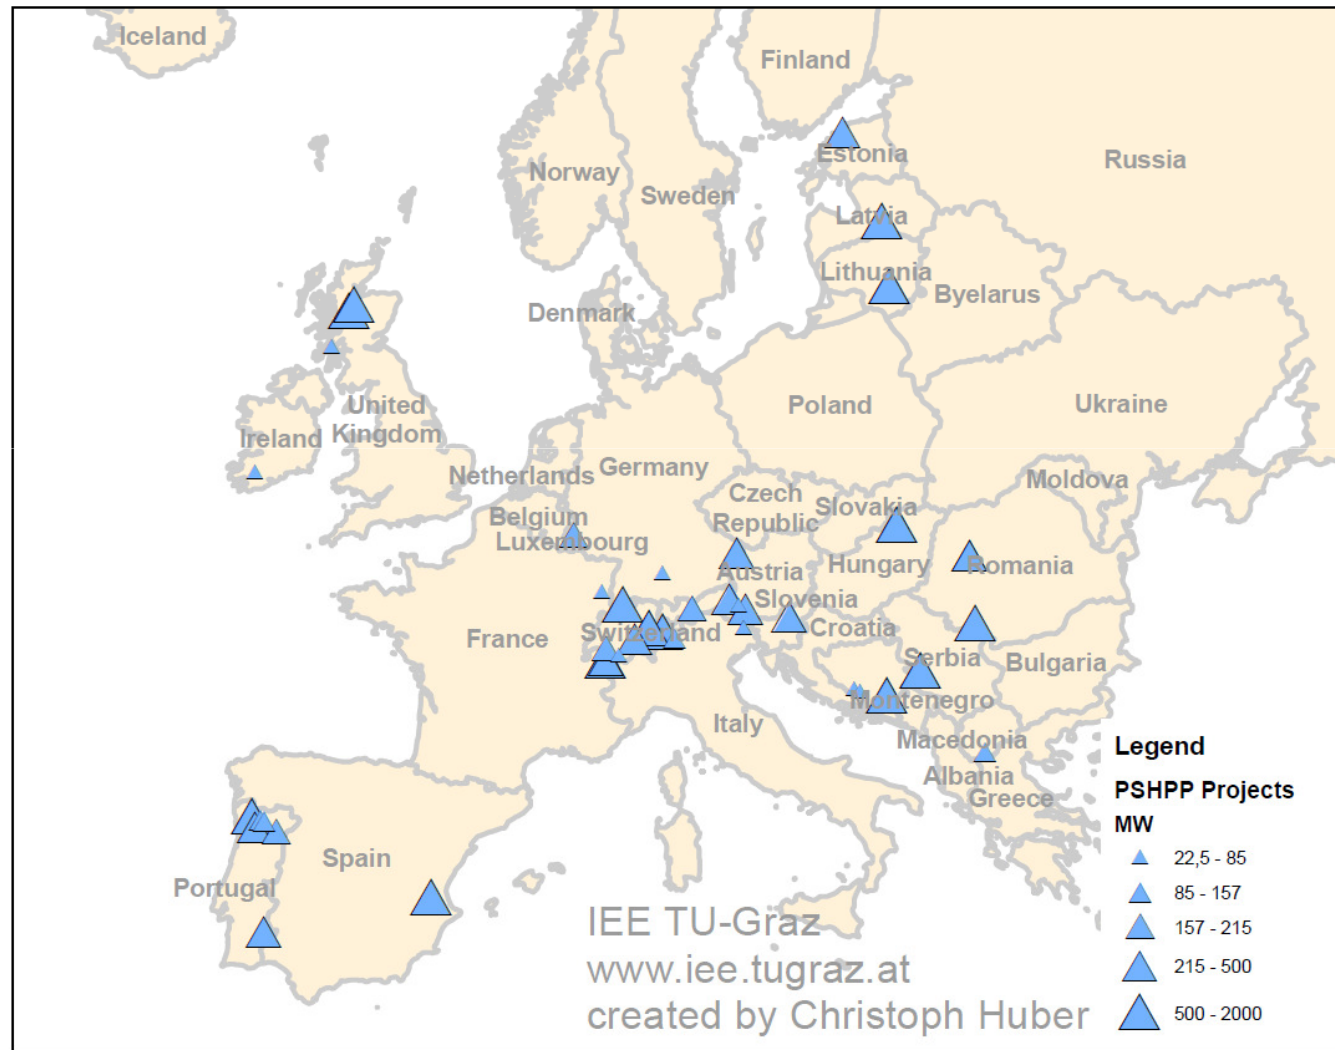 Iceland
Finland
Norway
Sweden
Estonia
Russia
Latvia
Lithuania
Byelarus
Denmark
United
Kingdom
Ireland
Poland
Ukraine
Netherlands
Germany
Belgium
Luxembourg
Czech
Republic
Slovakia
Moldova
Austria
Hungary
Romania
Slovenia
France
Switzerland
Croatia
Serbia
Bulgaria
Montenegro
Italy
Macedonia
Albania
Greece
Spain
Portugal
IEE TU-Graz
www.iee.tugraz.at
created by Christoph Huber
Legend
PSHPP Projects
MW
22,5 - 85
85 - 157
157 - 215
215 - 500
500 - 2000